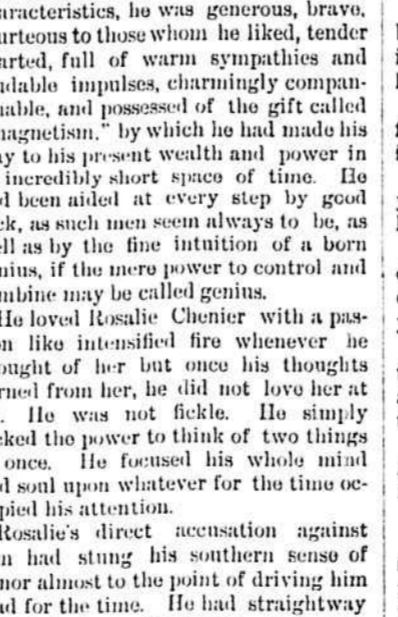 aracteristics, he was generous, brave,
urteous to those whom he liked, tender
arted, full of warm sympathies and
udable impulses, charmingly compan-
nable, and possessed of the gift called
nagnetism." by which he had made his
ay to his present wealth and power in
incredibly short space of time. He
d been aided at every step by good
ck, as such men seem always to be, as
ell as by the fine intuition of a born
nius, if the mere power to control and
mbine may be called genius.
He loved Rosalie Chenier with a pas-
on like intensified fire whenever he
ought of her but once his thoughts
rned from her, he did not love her at
. He was not fickle. He simply
cked the power to think of two things
once. He focused his whole mind
d soul upon whatever for the time oc-
pied his attention.
Rosalie's direct accusation against
n had stung his southern sense of
nor almost to the point of driving him
ad for the time. He had straightway